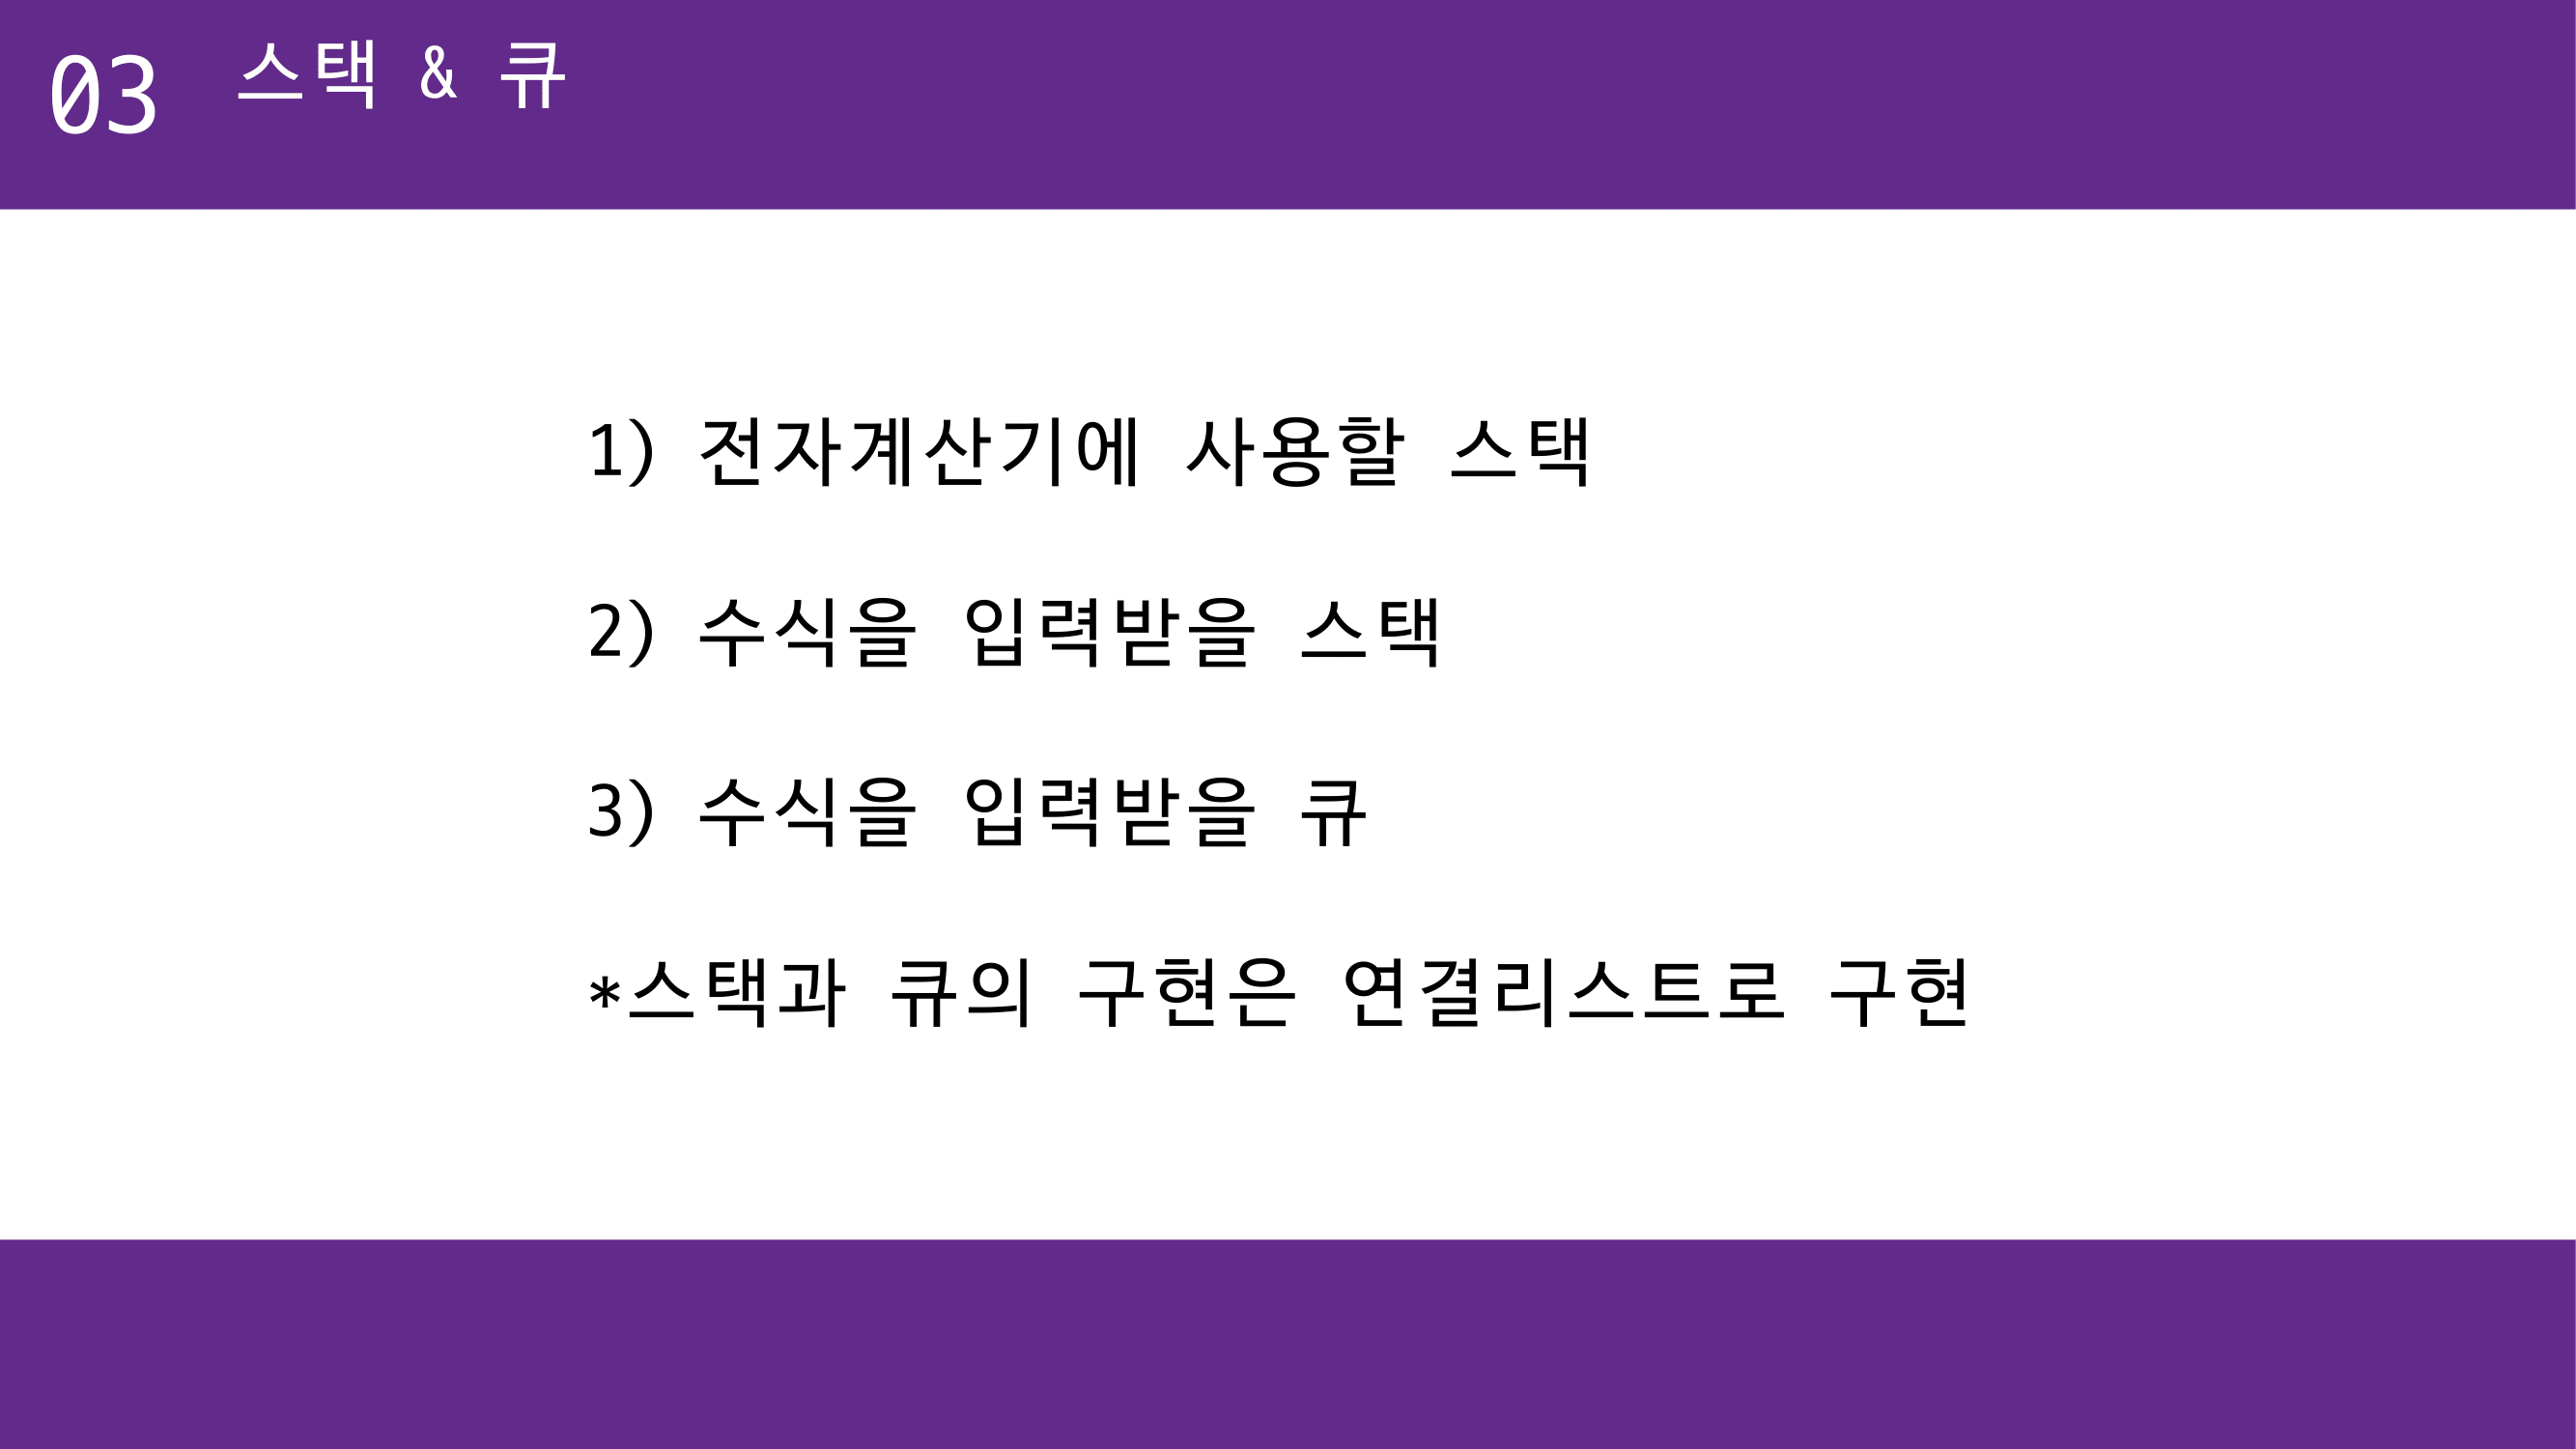 03 스택 & 큐
1) 전자계산기에 사용할 스택
2) 수식을 입력받을 스택
3) 수식을 입력받을 큐
*스택과 큐의 구현은 연결리스트로 구현